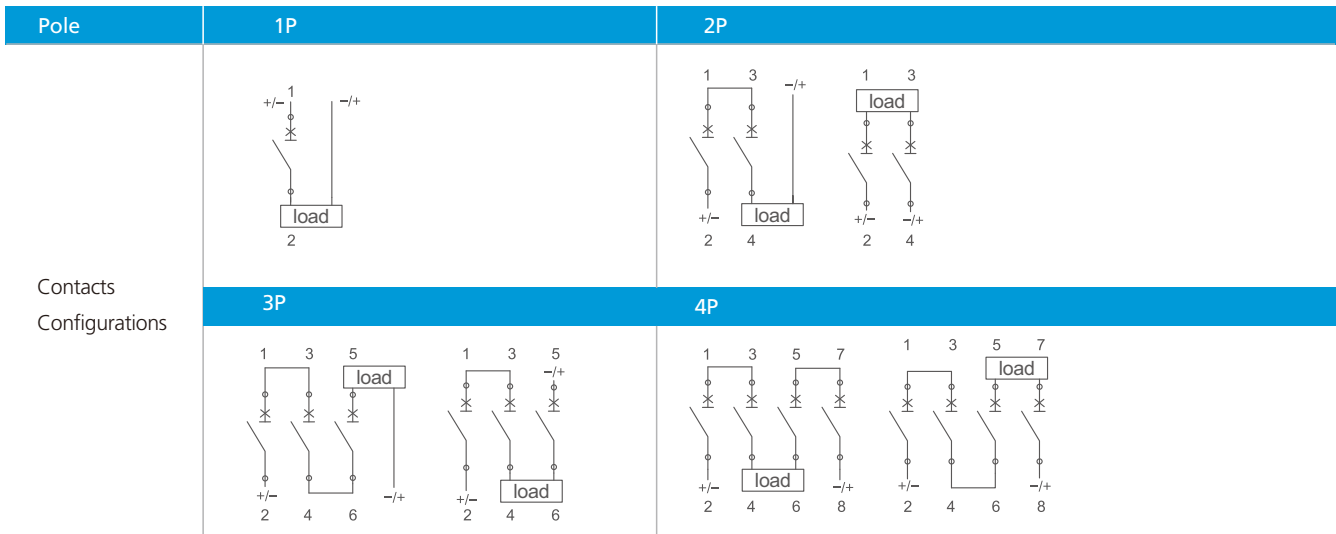 Pole 1P 2P
1
+/− −/+
load
2
1 3 −/+
load
+/−
2 4
1 3
load
+/− −/+
2 4
Contacts
Configurations
3P 4P
1 3 5
load
+/− −/+
2 4 6
1 3 5
−/+
load
+/−
2 4 6
1 3 5 7
load
+/− −/+
2 4 6 8
1 3 5 7
load
+/− −/+
2 4 6 8